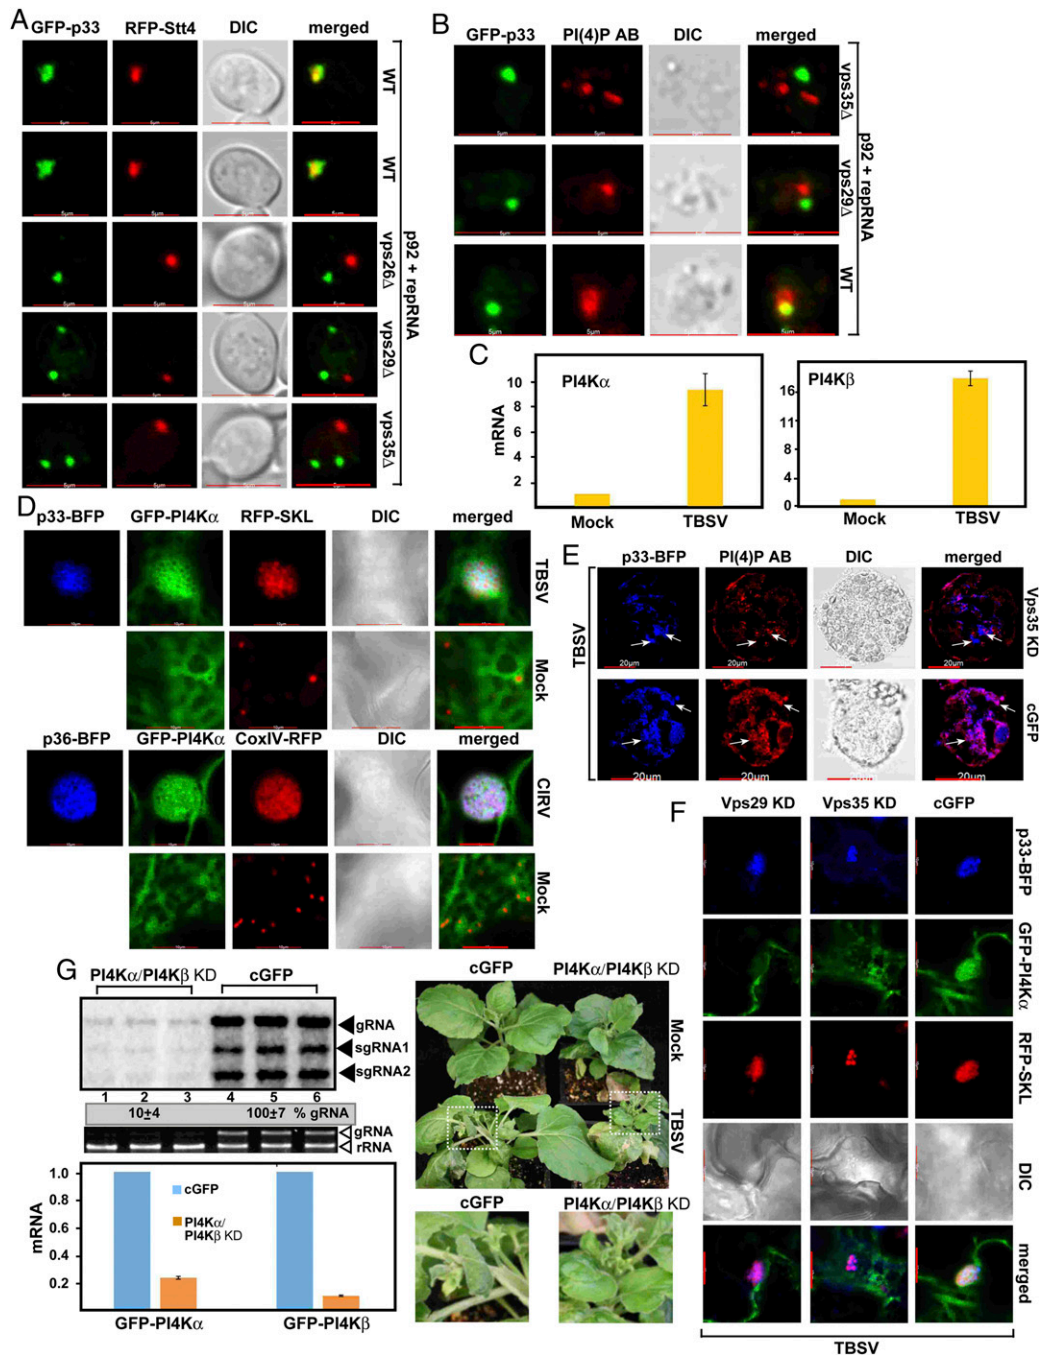 A
GFP-p33 RFP-Stt4 DIC merged
WT
WT
vps26Δ
vps29Δ
vps35Δ
p92 + repRNA
5μm
B
GFP-p33 PI(4)P AB DIC merged
vps35Δ
vps29Δ
WT
p92 + repRNA
5μm
C
PI4Kα
mRNA
10
8
6
4
2
Mock TBSV
PI4Kβ
16
11
4
0
Mock TBSV
D
p33-BFP GFP-PI4Kα RFP-SKL DIC merged
TBSV
Mock
p36-BFP GFP-PI4Kα CoxIV-RFP DIC merged
CIRV
Mock
E
p33-BFP PI(4)P AB DIC merged
TBSV
Vps35 KD
20μm 20μm 20μm
cGFP
20μm 20μm 20μm
F
Vps29 KD Vps35 KD cGFP
p33-BFP
GFP-PI4Kα
RFP-SKL
DIC
merged
TBSV
G
PI4Kα/PI4Kβ KD cGFP
gRNA
sgRNA1
sgRNA2
1 2 3 4 5 6
10±4 100±7 % gRNA
gRNA
rRNA
mRNA
1.0
0.8
0.6
0.4
0.2
cGFP
PI4Kα/
PI4Kβ KD
GFP-PI4Kα GFP-PI4Kβ
cGFP PI4Kα/PI4Kβ KD
Mock
TBSV
cGFP PI4Kα/PI4Kβ KD